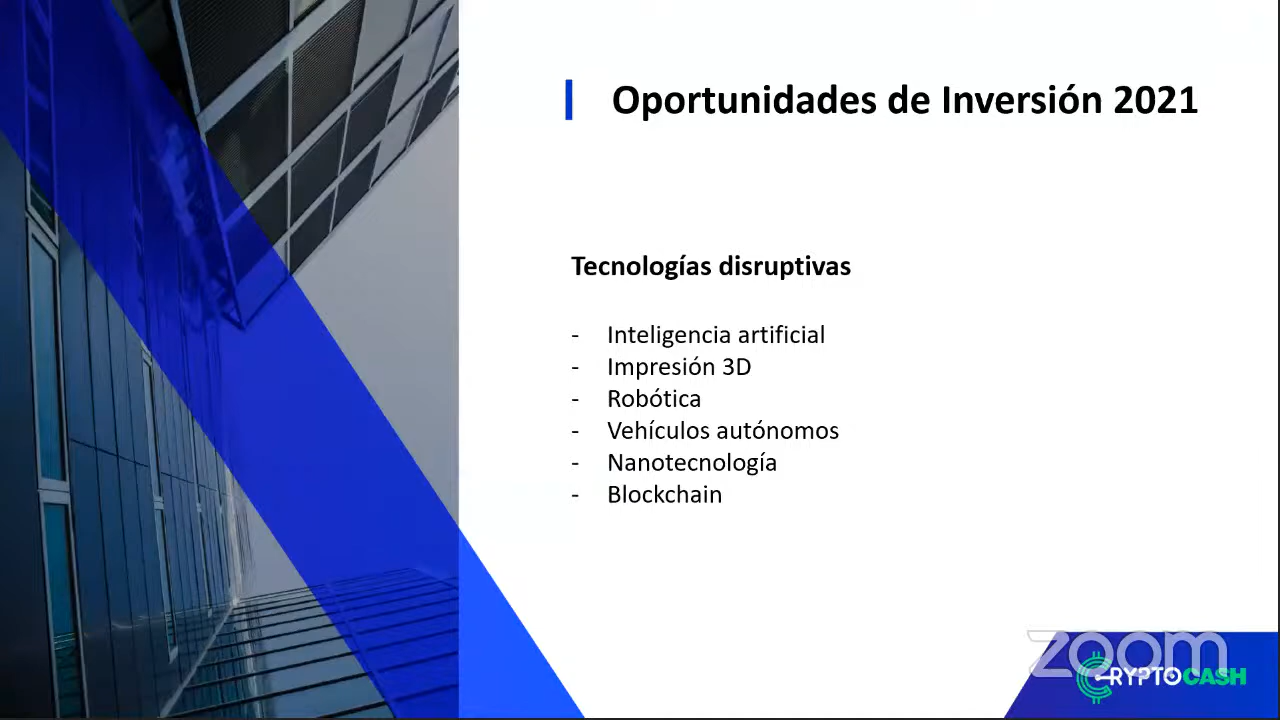 Oportunidades de Inversión 2021
Tecnologías disruptivas
- Inteligencia artificial
- Impresión 3D
- Robótica
- Vehículos autónomos
- Nanotecnología
- Blockchain
zoom
CRYPTOCASH